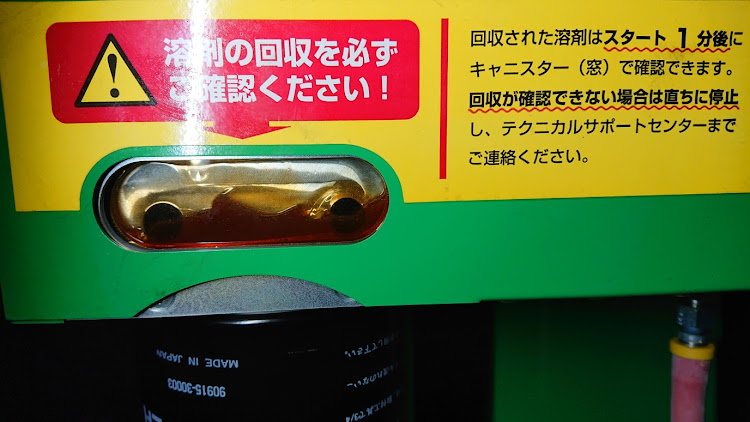 溶剤の回収を必ず
ご確認ください！
回収された溶剤はスタート１分後に
キャニスター（窓）で確認できます。
回収が確認できない場合は直ちに停止
し、テクニカルサポートセンターまで
ご連絡ください。
MADE IN JAPAN
90915-30003